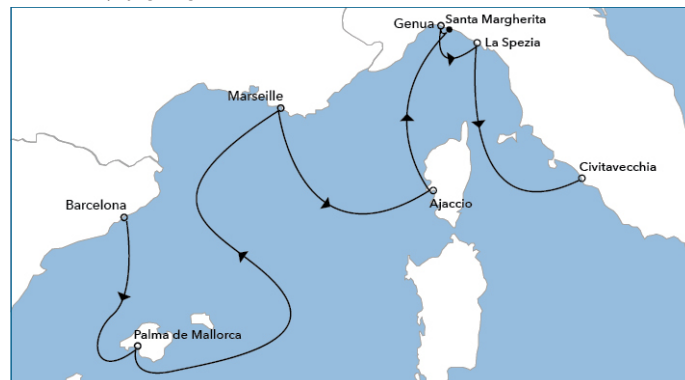 Genua
Santa Margherita
La Spezia
Marseille
Civitavecchia
Barcelona
Ajaccio
Palma de Mallorca